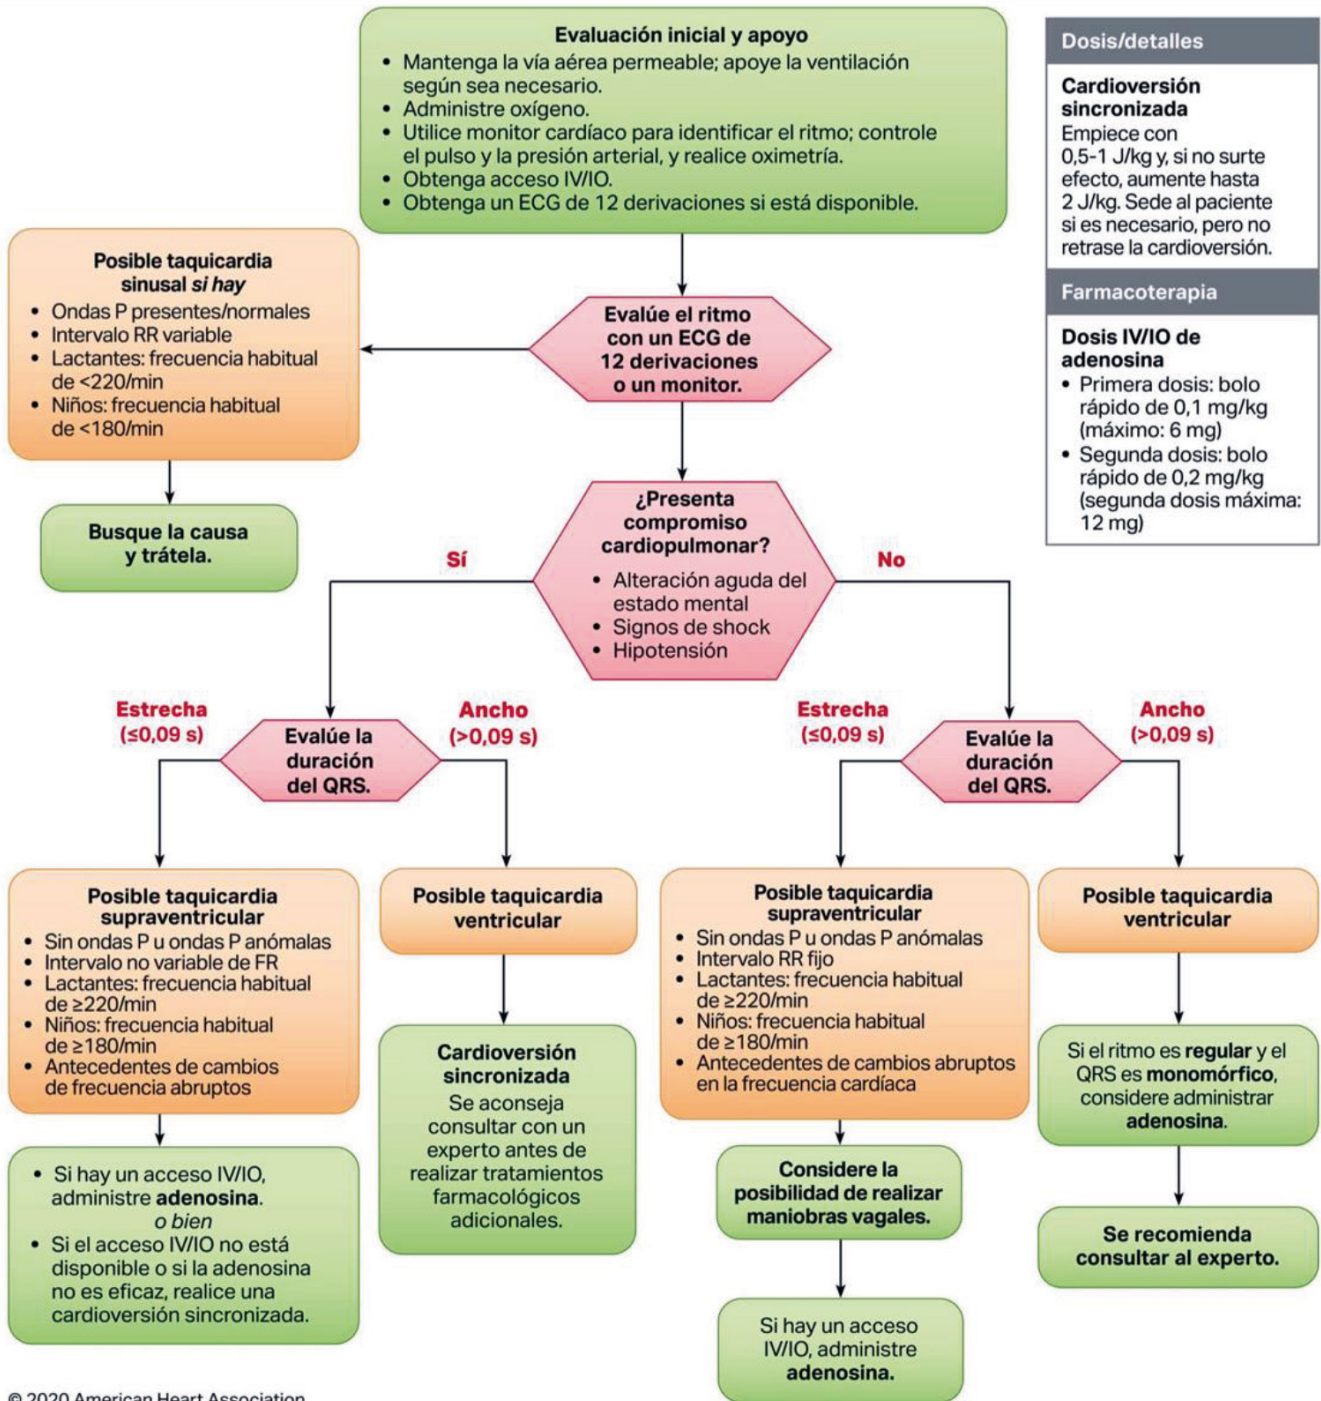 Evaluación inicial y apoyo
• Mantenga la vía aérea permeable; apoye la ventilación
según sea necesario.
• Administre oxígeno.
• Utilice monitor cardíaco para identificar el ritmo; controle
el pulso y la presión arterial, y realice oximetría.
• Obtenga acceso IV/IO.
• Obtenga un ECG de 12 derivaciones si está disponible.
Dosis/detalles
Cardioversión
sincronizada
Empiece con
0,5-1 J/kg y, si no surte
efecto, aumente hasta
2 J/kg. Sede al paciente
si es necesario, pero no
retrase la cardioversión.
Farmacoterapia
Dosis IV/IO de
adenosina
• Primera dosis: bolo
rápido de 0,1 mg/kg
(máximo: 6 mg)
• Segunda dosis: bolo
rápido de 0,2 mg/kg
(segunda dosis máxima:
12 mg)
Posible taquicardia
sinusal si hay
• Ondas P presentes/normales
• Intervalo RR variable
• Lactantes: frecuencia habitual
de <220/min
• Niños: frecuencia habitual
de <180/min
Evalúe el ritmo
con un ECG de
12 derivaciones
o un monitor.
Busque la causa
y trátela.
¿Presenta
compromiso
cardiopulmonar?
• Alteración aguda del
estado mental
• Signos de shock
• Hipotensión
Sí
No
Estrecha
(≤0,09 s)
Evalúe la
duración
del QRS.
Ancho
(>0,09 s)
Estrecha
(≤0,09 s)
Evalúe la
duración
del QRS.
Ancho
(>0,09 s)
Posible taquicardia
supraventricular
• Sin ondas P u ondas P anómalas
• Intervalo no variable de FR
• Lactantes: frecuencia habitual
de ≥220/min
• Niños: frecuencia habitual
de ≥180/min
• Antecedentes de cambios
de frecuencia abruptos
Posible taquicardia
ventricular
Posible taquicardia
supraventricular
• Sin ondas P u ondas P anómalas
• Intervalo RR fijo
• Lactantes: frecuencia habitual
de ≥220/min
• Niños: frecuencia habitual
de ≥180/min
• Antecedentes de cambios abruptos
en la frecuencia cardíaca
Posible taquicardia
ventricular
• Si hay un acceso IV/IO,
administre adenosina.
o bien
• Si el acceso IV/IO no está
disponible o si la adenosina
no es eficaz, realice una
cardioversión sincronizada.
Cardioversión
sincronizada
Se aconseja
consultar con un
experto antes de
realizar tratamientos
farmacológicos
adicionales.
Considere la
posibilidad de realizar
maniobras vagales.
Si hay un acceso
IV/IO, administre
adenosina.
Si el ritmo es regular y el
QRS es monomórfico,
considere administrar
adenosina.
Se recomienda
consultar al experto.
© 2020 American Heart Association